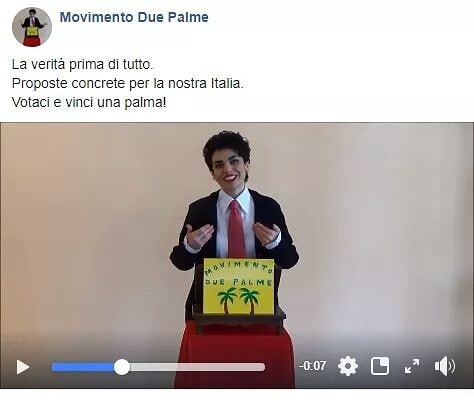 Movimento Due Palme
La verità prima di tutto.
Proposte concrete per la nostra Italia.
Votaci e vinci una palma!
MOVIMENTO
DUE PALME
-0:07